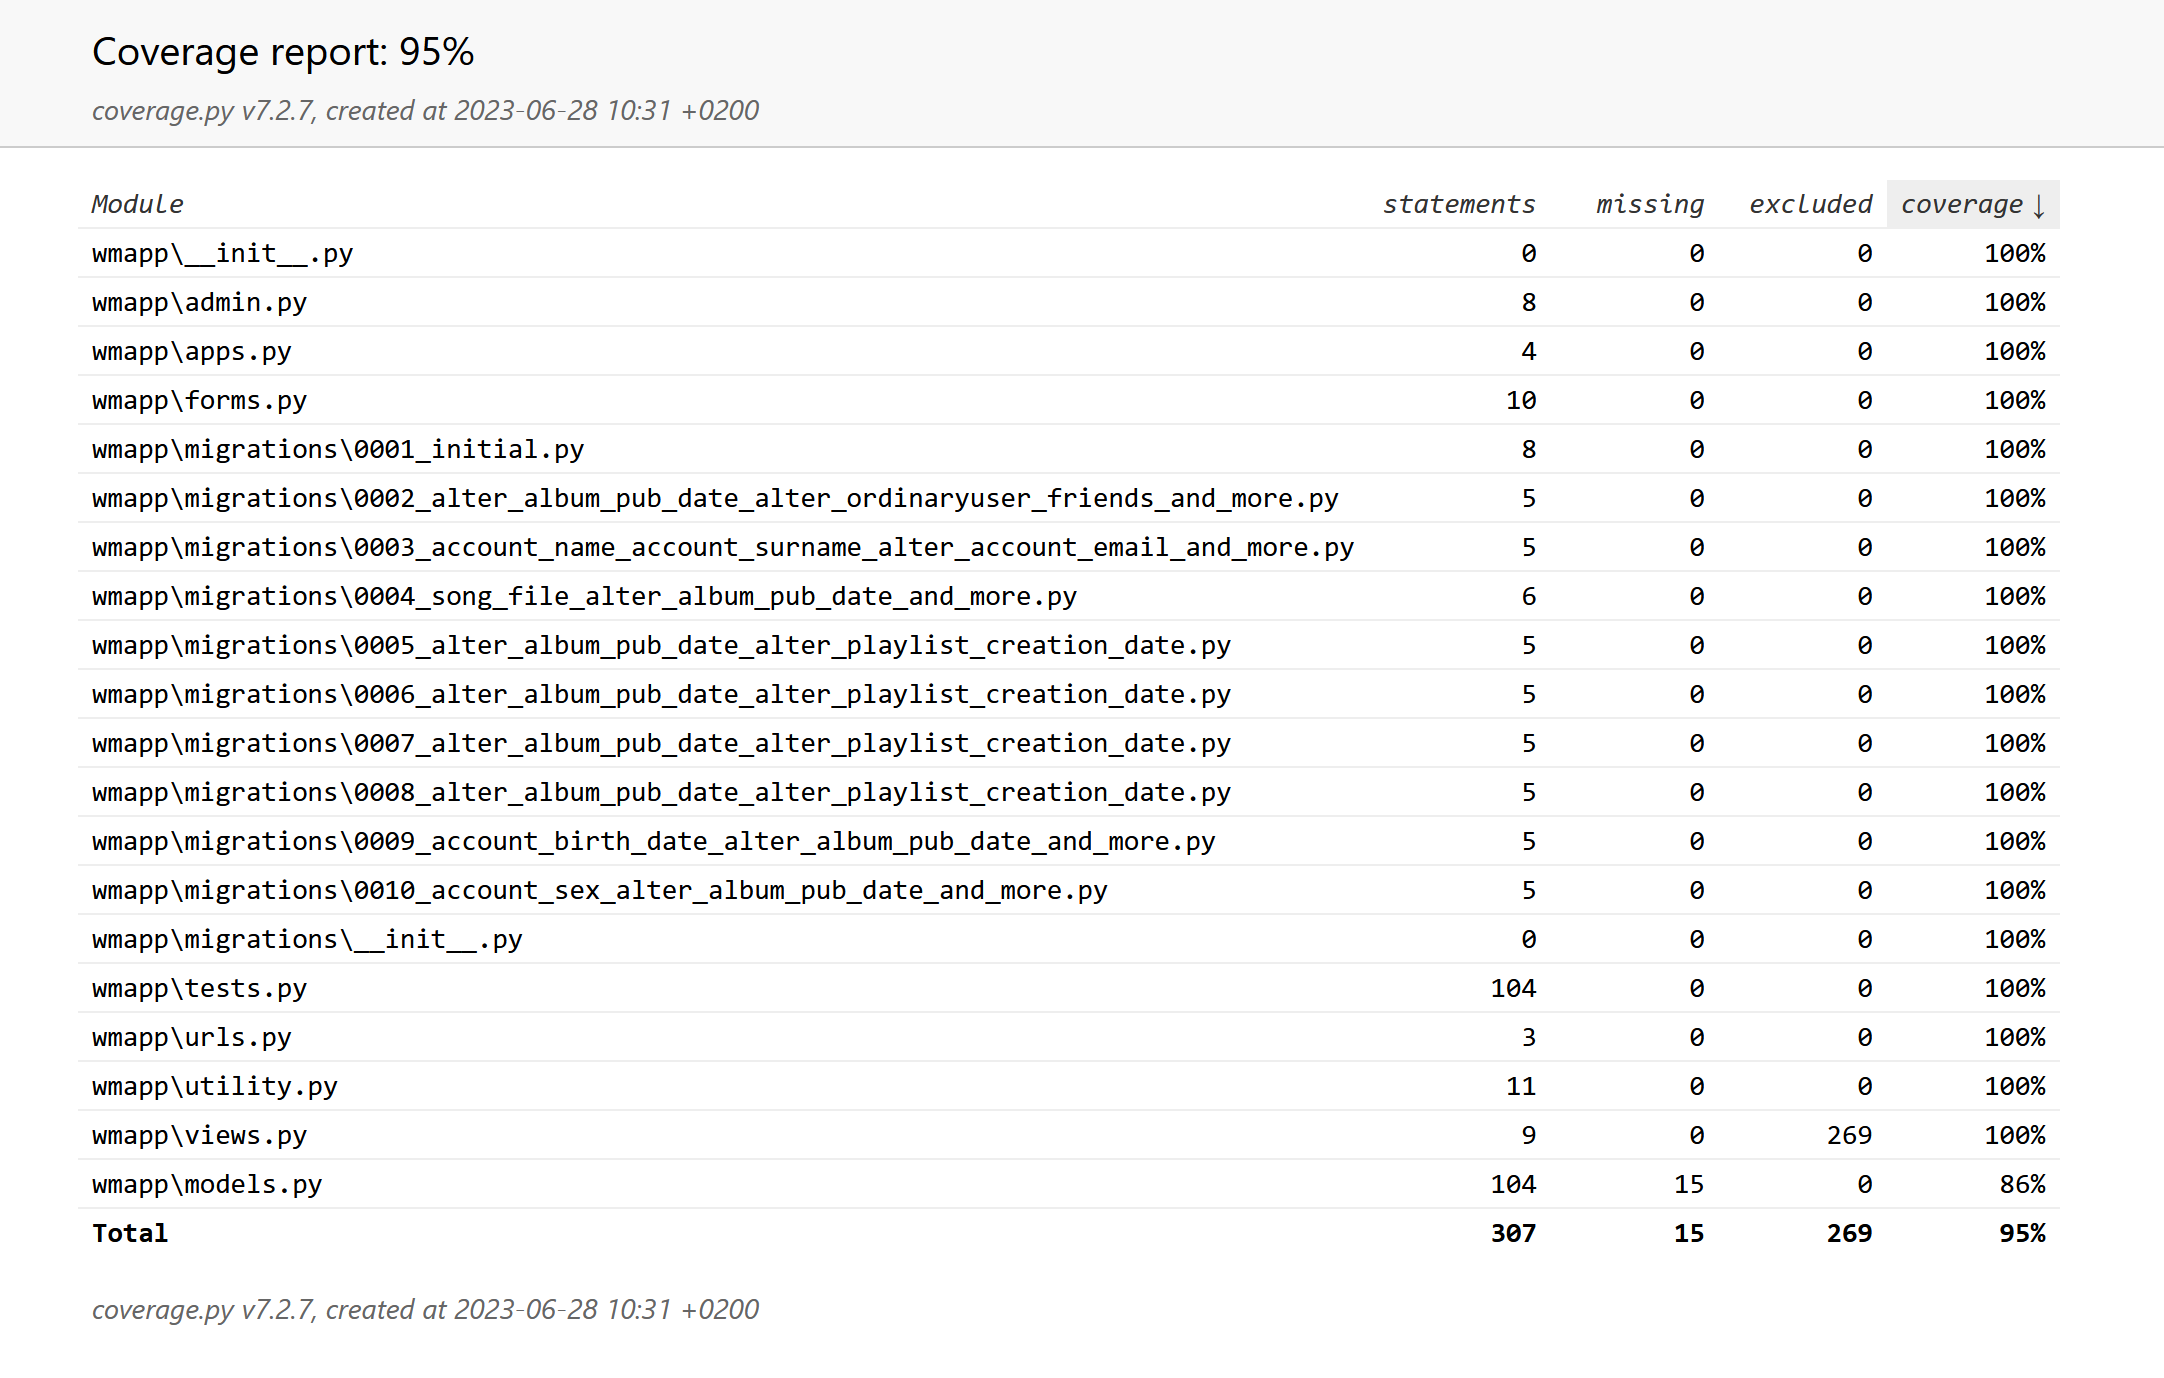 Coverage report: 95%
coverage.py v7.2.7, created at 2023-06-28 10:31 +0200
Module statements missing excluded coverage ↓
wmapp\__init__.py 0 0 0 100%
wmapp\admin.py 8 0 0 100%
wmapp\apps.py 4 0 0 100%
wmapp\forms.py 10 0 0 100%
wmapp\migrations\0001_initial.py 8 0 0 100%
wmapp\migrations\0002_alter_album_pub_date_alter_ordinaryuser_friends_and_more.py 5 0 0 100%
wmapp\migrations\0003_account_name_account_surname_alter_account_email_and_more.py 5 0 0 100%
wmapp\migrations\0004_song_file_alter_album_pub_date_and_more.py 6 0 0 100%
wmapp\migrations\0005_alter_album_pub_date_alter_playlist_creation_date.py 5 0 0 100%
wmapp\migrations\0006_alter_album_pub_date_alter_playlist_creation_date.py 5 0 0 100%
wmapp\migrations\0007_alter_album_pub_date_alter_playlist_creation_date.py 5 0 0 100%
wmapp\migrations\0008_alter_album_pub_date_alter_playlist_creation_date.py 5 0 0 100%
wmapp\migrations\0009_account_birth_date_alter_album_pub_date_and_more.py 5 0 0 100%
wmapp\migrations\0010_account_sex_alter_album_pub_date_and_more.py 5 0 0 100%
wmapp\migrations\__init__.py 0 0 0 100%
wmapp\tests.py 104 0 0 100%
wmapp\urls.py 3 0 0 100%
wmapp\utility.py 11 0 0 100%
wmapp\views.py 9 0 269 100%
wmapp\models.py 104 15 0 86%
Total 307 15 269 95%
coverage.py v7.2.7, created at 2023-06-28 10:31 +0200